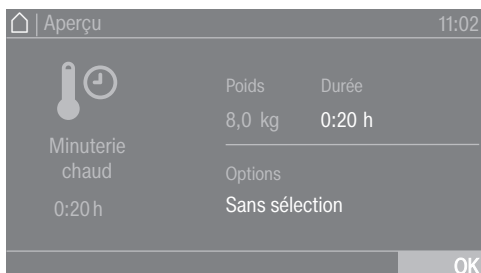 | Aperçu 11:02
Minuterie
chaud
0:20 h
Poids Durée
8,0 kg 0:20 h
Options
Sans sélection
OK